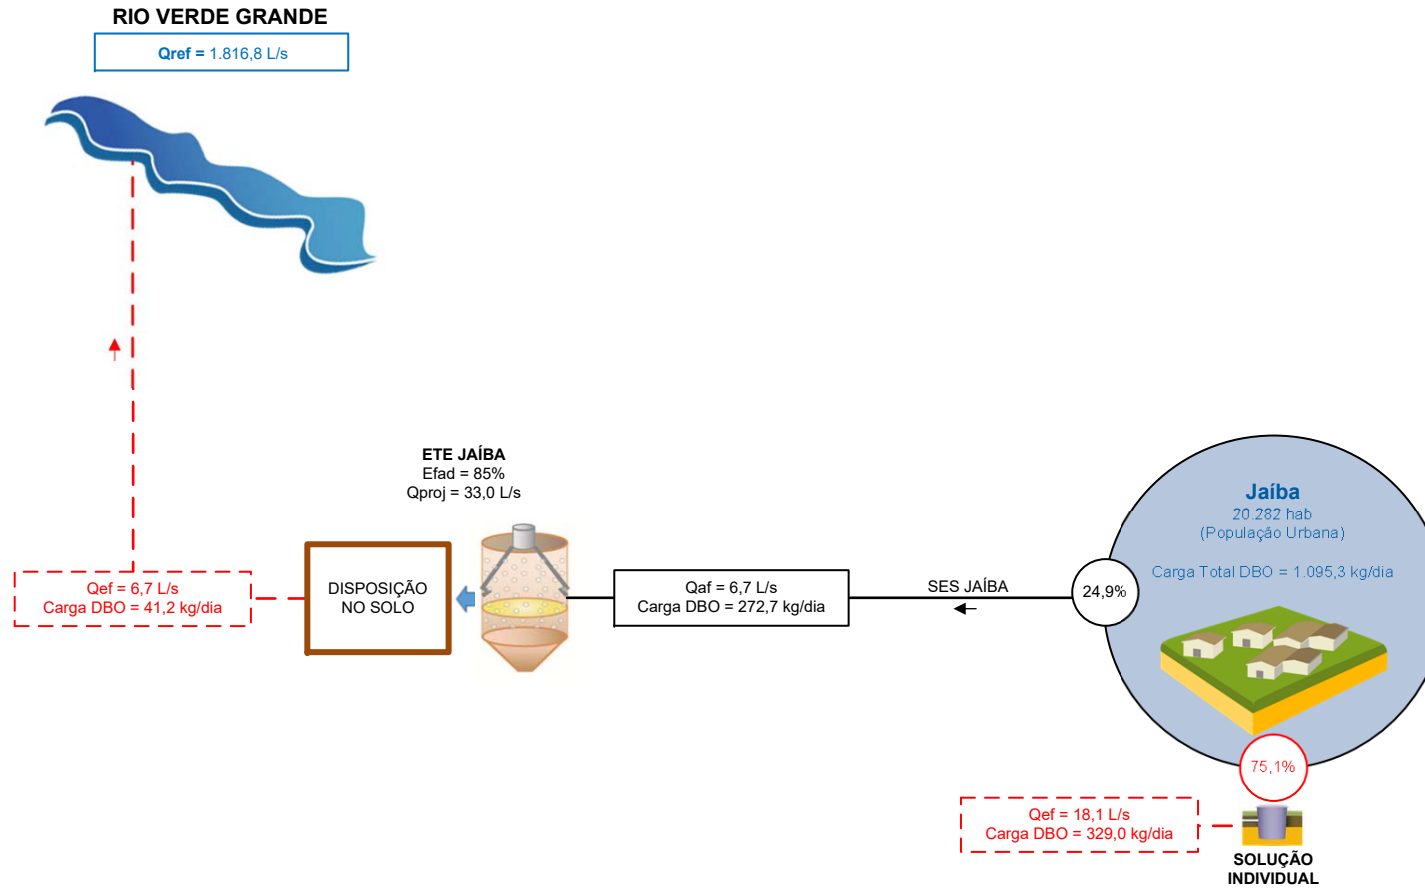 RIO VERDE GRANDE
Qref = 1.816,8 L/s
ETE JAÍBA
Efad = 85%
Qproj = 33,0 L/s
Jaíba
20.282 hab
(População Urbana)
Carga Total DBO = 1.095,3 kg/dia
Qef = 6,7 L/s
Carga DBO = 41,2 kg/dia
DISPOSIÇÃO
NO SOLO
Qaf = 6,7 L/s
Carga DBO = 272,7 kg/dia
SES JAÍBA
24,9%
75,1%
Qef = 18,1 L/s
Carga DBO = 329,0 kg/dia
SOLUÇÃO
INDIVIDUAL